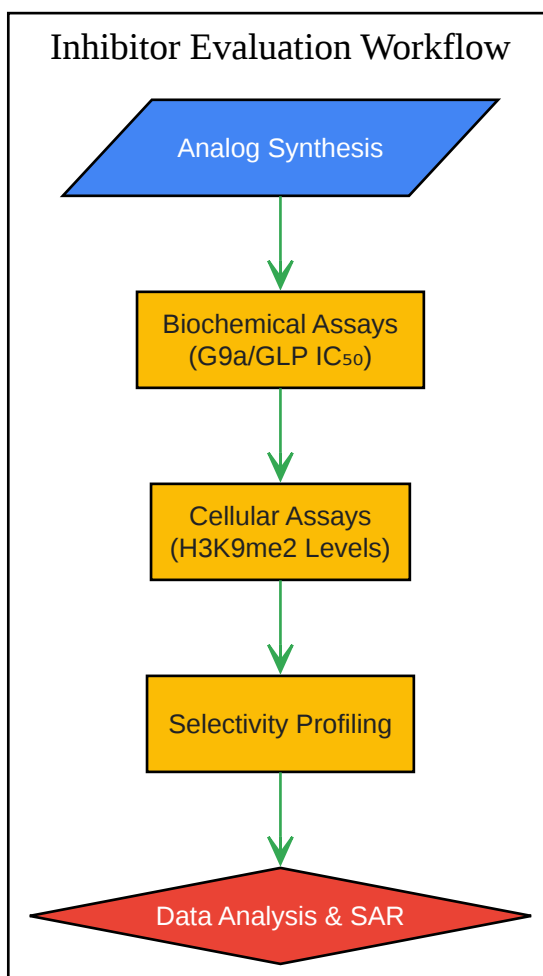 Inhibitor Evaluation Workflow
Analog Synthesis
Biochemical Assays
(G9a/GLP IC₅₀)
Cellular Assays
(H3K9me2 Levels)
Selectivity Profiling
Data Analysis & SAR